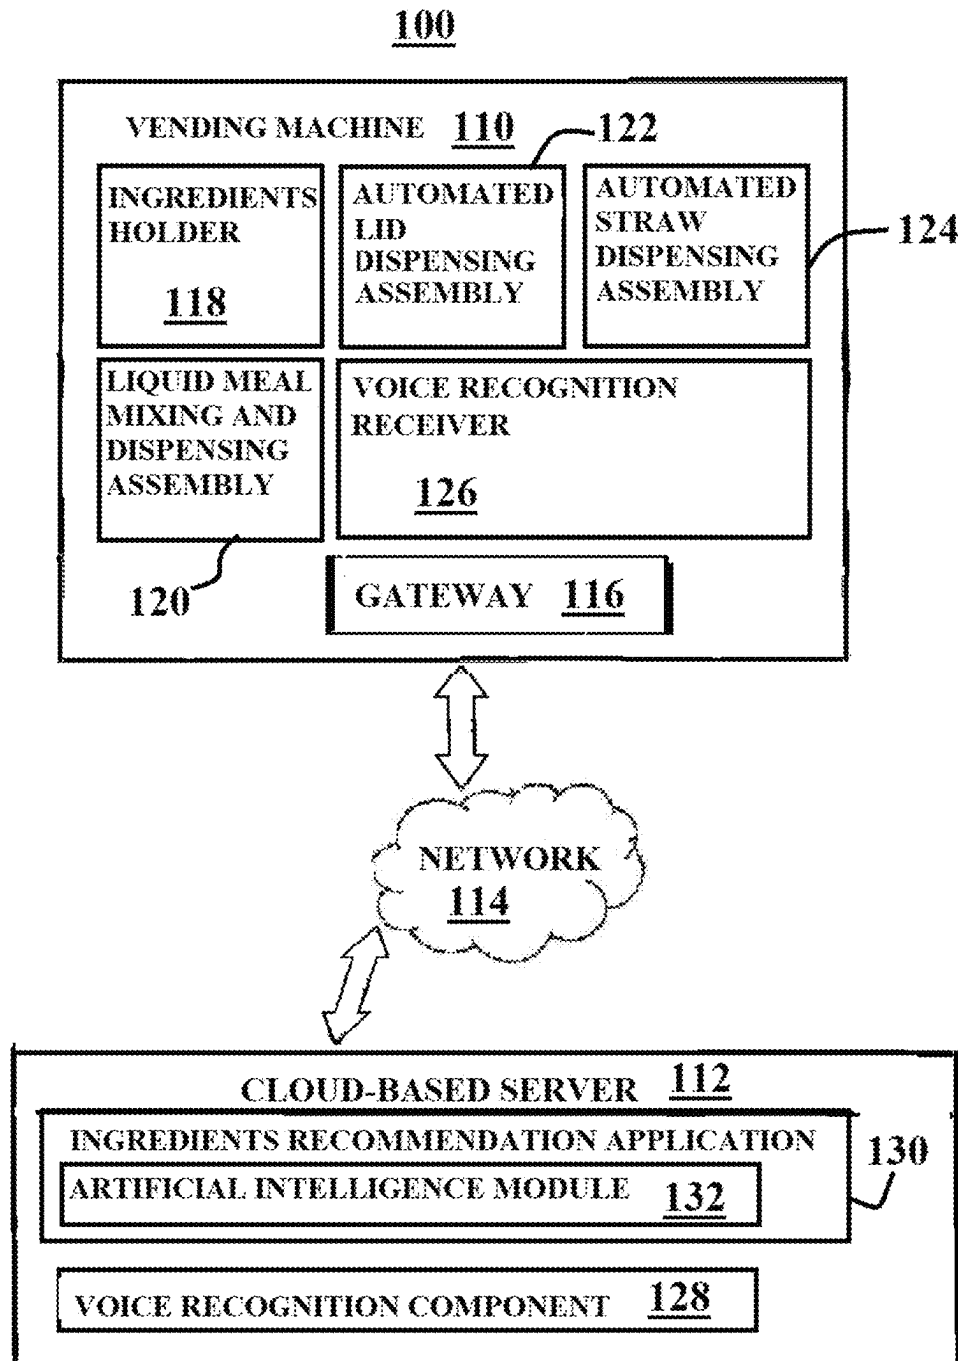 100
VENDING MACHINE 110
122
INGREDIENTS
HOLDER
118
AUTOMATED
LID
DISPENSING
ASSEMBLY
AUTOMATED
STRAW
DISPENSING
ASSEMBLY
124
LIQUID MEAL
MIXING AND
DISPENSING
ASSEMBLY
120
VOICE RECOGNITION
RECEIVER
126
GATEWAY 116
NETWORK
114
CLOUD-BASED SERVER 112
INGREDIENTS RECOMMENDATION APPLICATION
130
ARTIFICIAL INTELLIGENCE MODULE 132
VOICE RECOGNITION COMPONENT 128